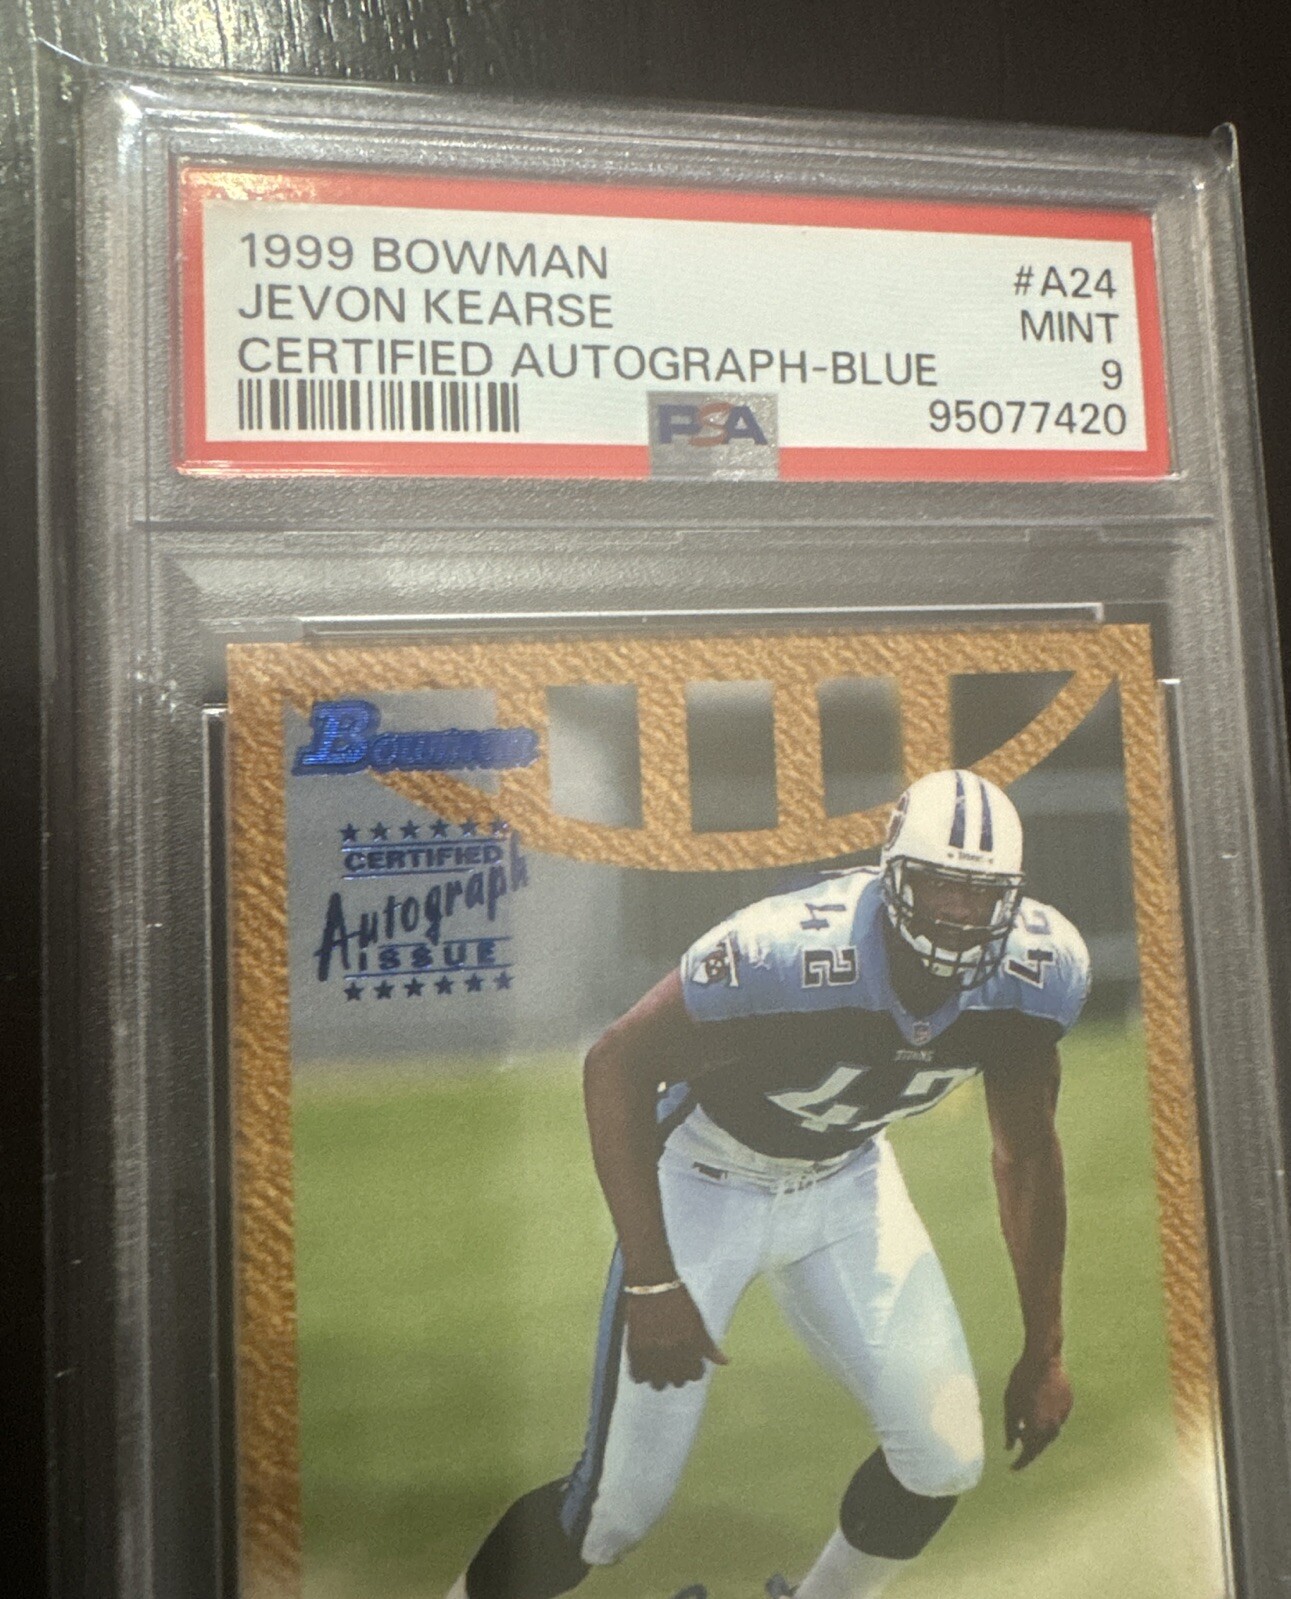 1999 BOWMAN
JEVON KEARSE
CERTIFIED AUTOGRAPH-BLUE
#A24
MINT
9
95077420
PSA
Bowman
CERTIFIED
Autograph
ISSUE
42
42
TITANS
42